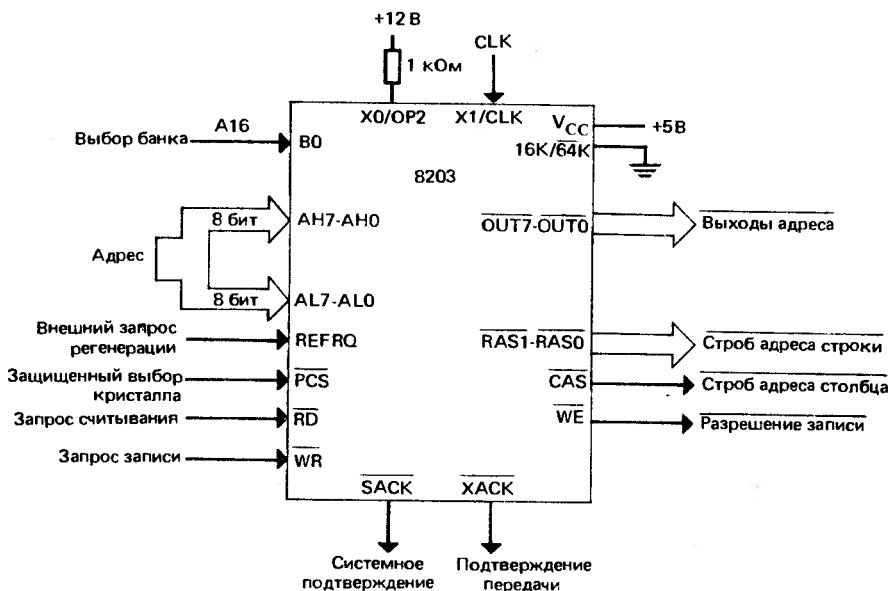 +12 В
CLK
1 кОм
X0/OP2
X1/CLK
VCC
+5В
Выбор банка
A16
B0
16K/64K
8203
8 бит
AH7-AH0
OUT7-OUT0
Выходы адреса
Адрес
8 бит
AL7-AL0
Внешний запрос
регенерации
REFRQ
RAS1-RAS0
Строб адреса строки
Защищенный выбор
кристалла
PCS
CAS
Строб адреса столбца
Запрос считывания
RD
WE
Разрешение записи
Запрос записи
WR
SACK
XACK
Системное
подтверждение
Подтверждение
передачи